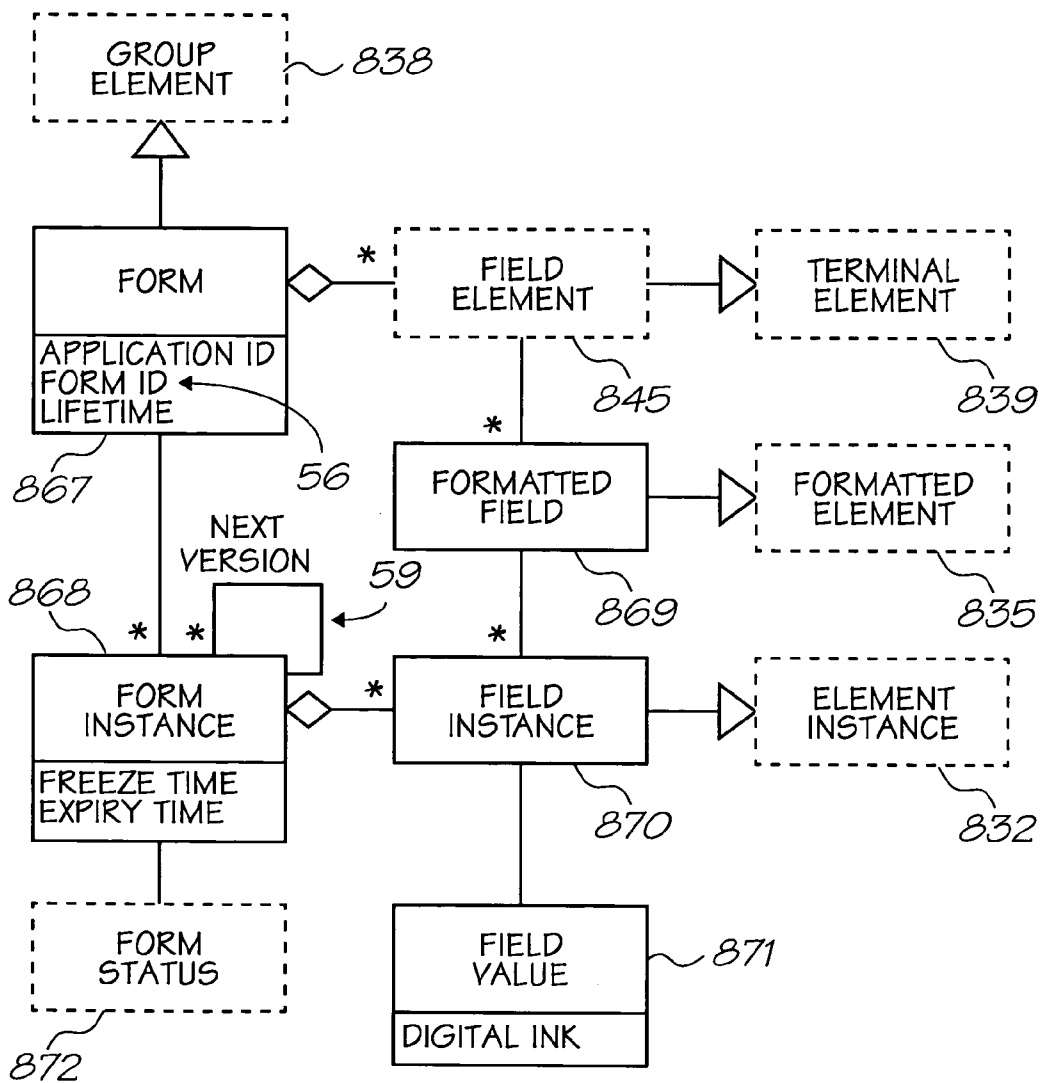 GROUP
ELEMENT
838
FORM
APPLICATION ID
FORM ID
LIFETIME
867
56
*
FIELD
ELEMENT
845
TERMINAL
ELEMENT
839
*
FORMATTED
FIELD
869
FORMATTED
ELEMENT
835
NEXT
VERSION
59
868
*
*
FORM
INSTANCE
FREEZE TIME
EXPIRY TIME
*
*
FIELD
INSTANCE
870
ELEMENT
INSTANCE
832
FORM
STATUS
872
FIELD
VALUE
871
DIGITAL INK